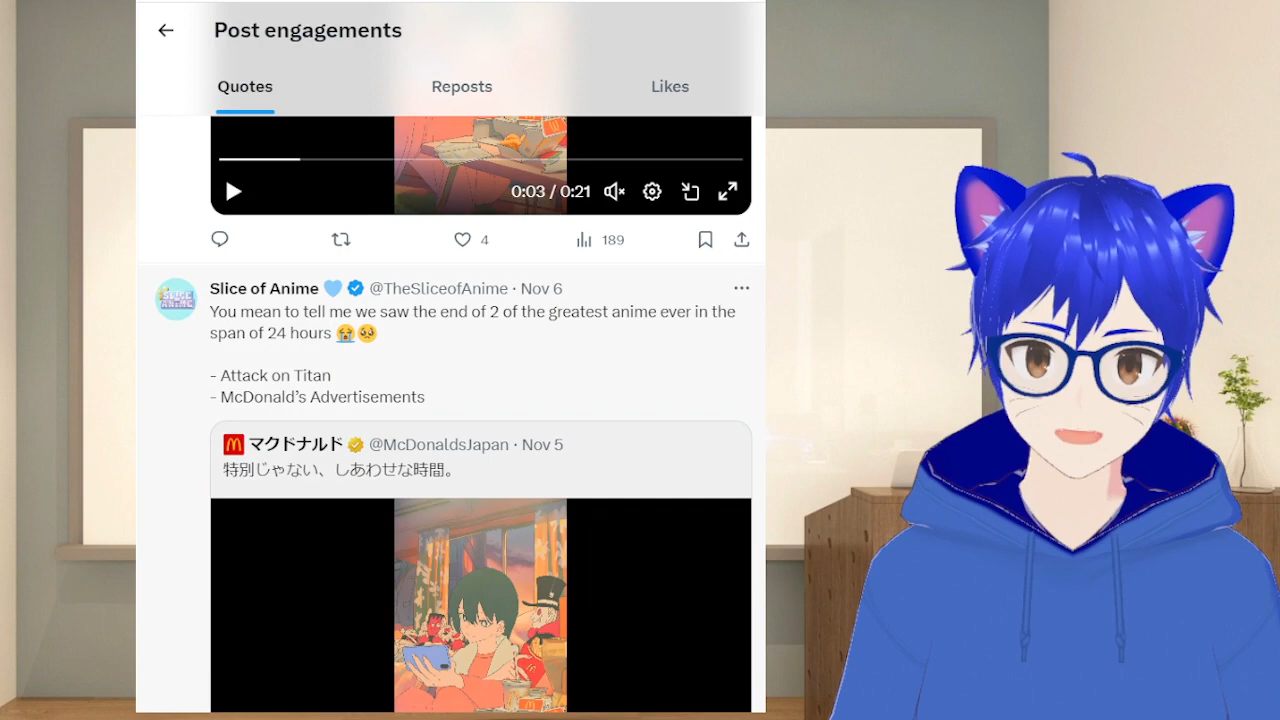 Post engagements
Quotes Reposts Likes
0:03 / 0:21
4 189
Slice of Anime 🩵 @TheSliceofAnime · Nov 6
You mean to tell me we saw the end of 2 of the greatest anime ever in the
span of 24 hours 😭🥺
- Attack on Titan
- McDonald’s Advertisements
マクドナルド @McDonaldsJapan · Nov 5
特別じゃない、しあわせな時間。